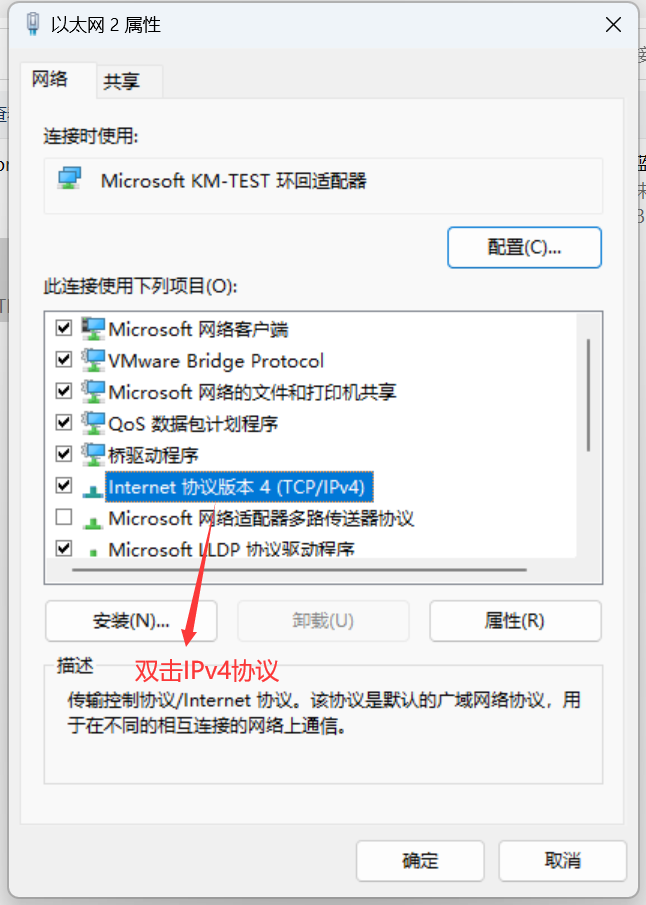 以太网 2 属性
网络
共享
连接时使用:
Microsoft KM-TEST 环回适配器
配置(C)...
此连接使用下列项目(O):
Microsoft 网络客户端
VMware Bridge Protocol
Microsoft 网络的文件和打印机共享
QoS 数据包计划程序
桥驱动程序
Internet 协议版本 4 (TCP/IPv4)
Microsoft 网络适配器多路传送器协议
Microsoft LLDP 协议驱动程序
安装(N)...
卸载(U)
属性(R)
双击IPv4协议
描述
传输控制协议/Internet 协议。该协议是默认的广域网络协议，用
于在不同的相互连接的网络上通信。
确定
取消